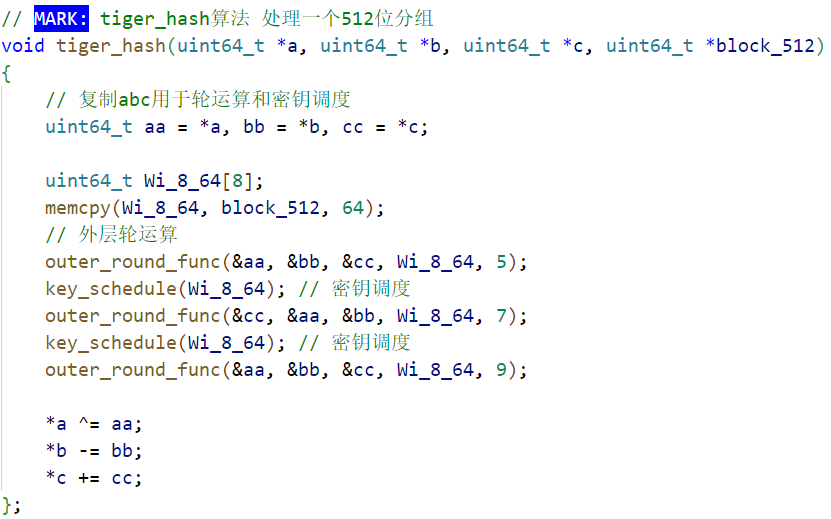 // MARK: tiger_hash算法 处理一个512位分组
void tiger_hash(uint64_t *a, uint64_t *b, uint64_t *c, uint64_t *block_512)
{
    // 复制abc用于轮运算和密钥调度
    uint64_t aa = *a, bb = *b, cc = *c;

    uint64_t Wi_8_64[8];
    memcpy(Wi_8_64, block_512, 64);
    // 外层轮运算
    outer_round_func(&aa, &bb, &cc, Wi_8_64, 5);
    key_schedule(Wi_8_64); // 密钥调度
    outer_round_func(&cc, &aa, &bb, Wi_8_64, 7);
    key_schedule(Wi_8_64); // 密钥调度
    outer_round_func(&aa, &bb, &cc, Wi_8_64, 9);

    *a ^= aa;
    *b -= bb;
    *c += cc;
};